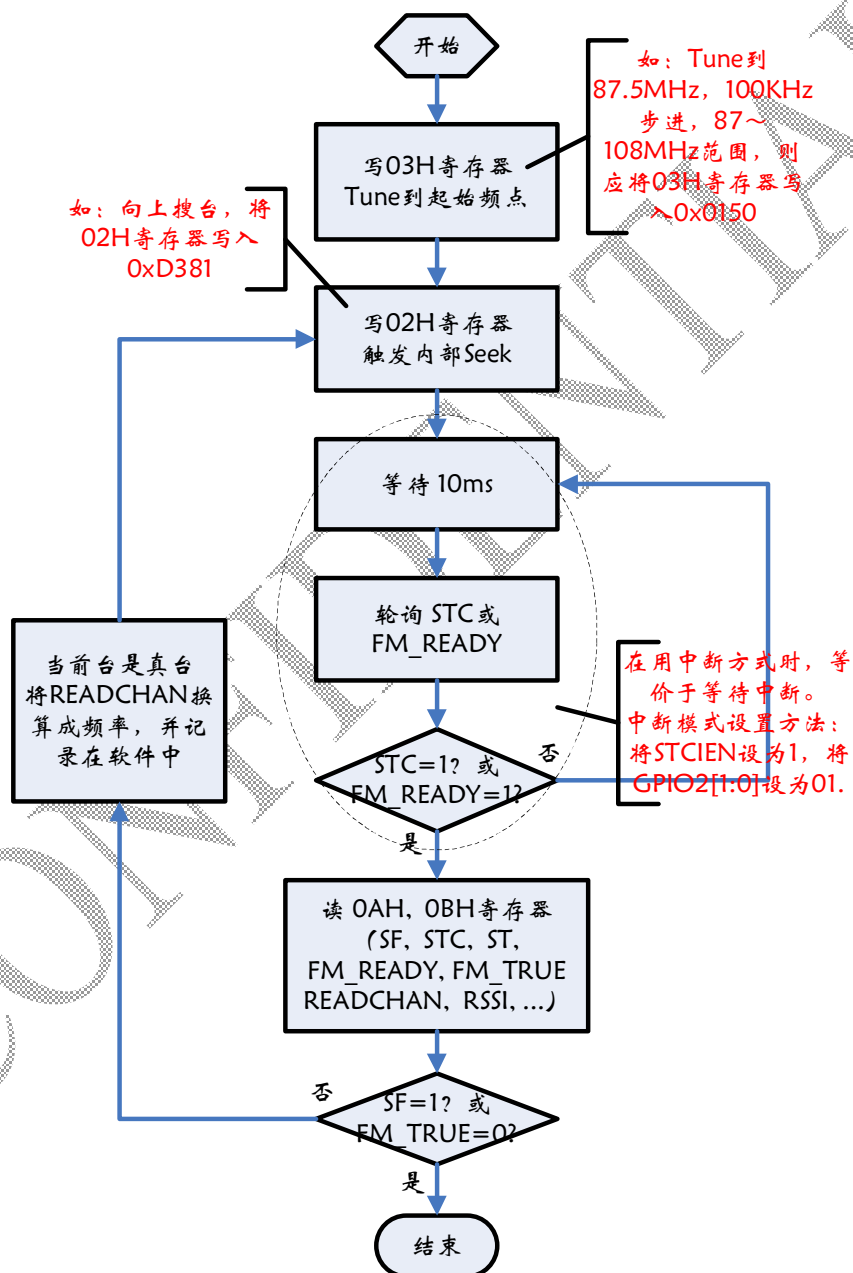 开始
如：Tune到
87.5MHz，100KHz
步进，87～
108MHz范围，则
应将03H寄存器写
入0x0150
写03H寄存器
Tune到起始频点
如：向上搜台，将
02H寄存器写入
0xD381
写02H寄存器
触发内部Seek
等待 10ms
轮询 STC或
FM_READY
当前台是真台
将READCHAN换
算成频率，并记
录在软件中
在用中断方式时，等
价于等待中断。
中断模式设置方法：
将STCIEN设为1，将
GPIO2[1:0]设为01.
STC=1？或
FM_READY=1?
否
是
读 0AH，0BH寄存器
（SF，STC，ST，
FM_READY, FM_TRUE
READCHAN，RSSI, ...）
SF=1？或
FM_TRUE=0?
否
是
结束
CONFIDENTIA